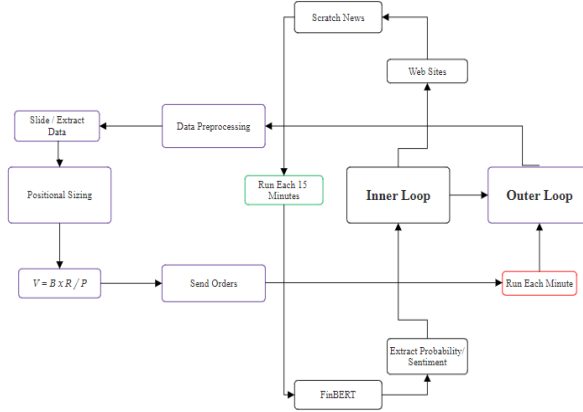 Scratch News
Web Sites
Slide / Extract
Data
Data Preprocessing
Run Each 15
Minutes
Positional Sizing
Inner Loop
Outer Loop
V = B x R / P
Send Orders
Run Each Minute
Extract Probability/
Sentiment
FinBERT